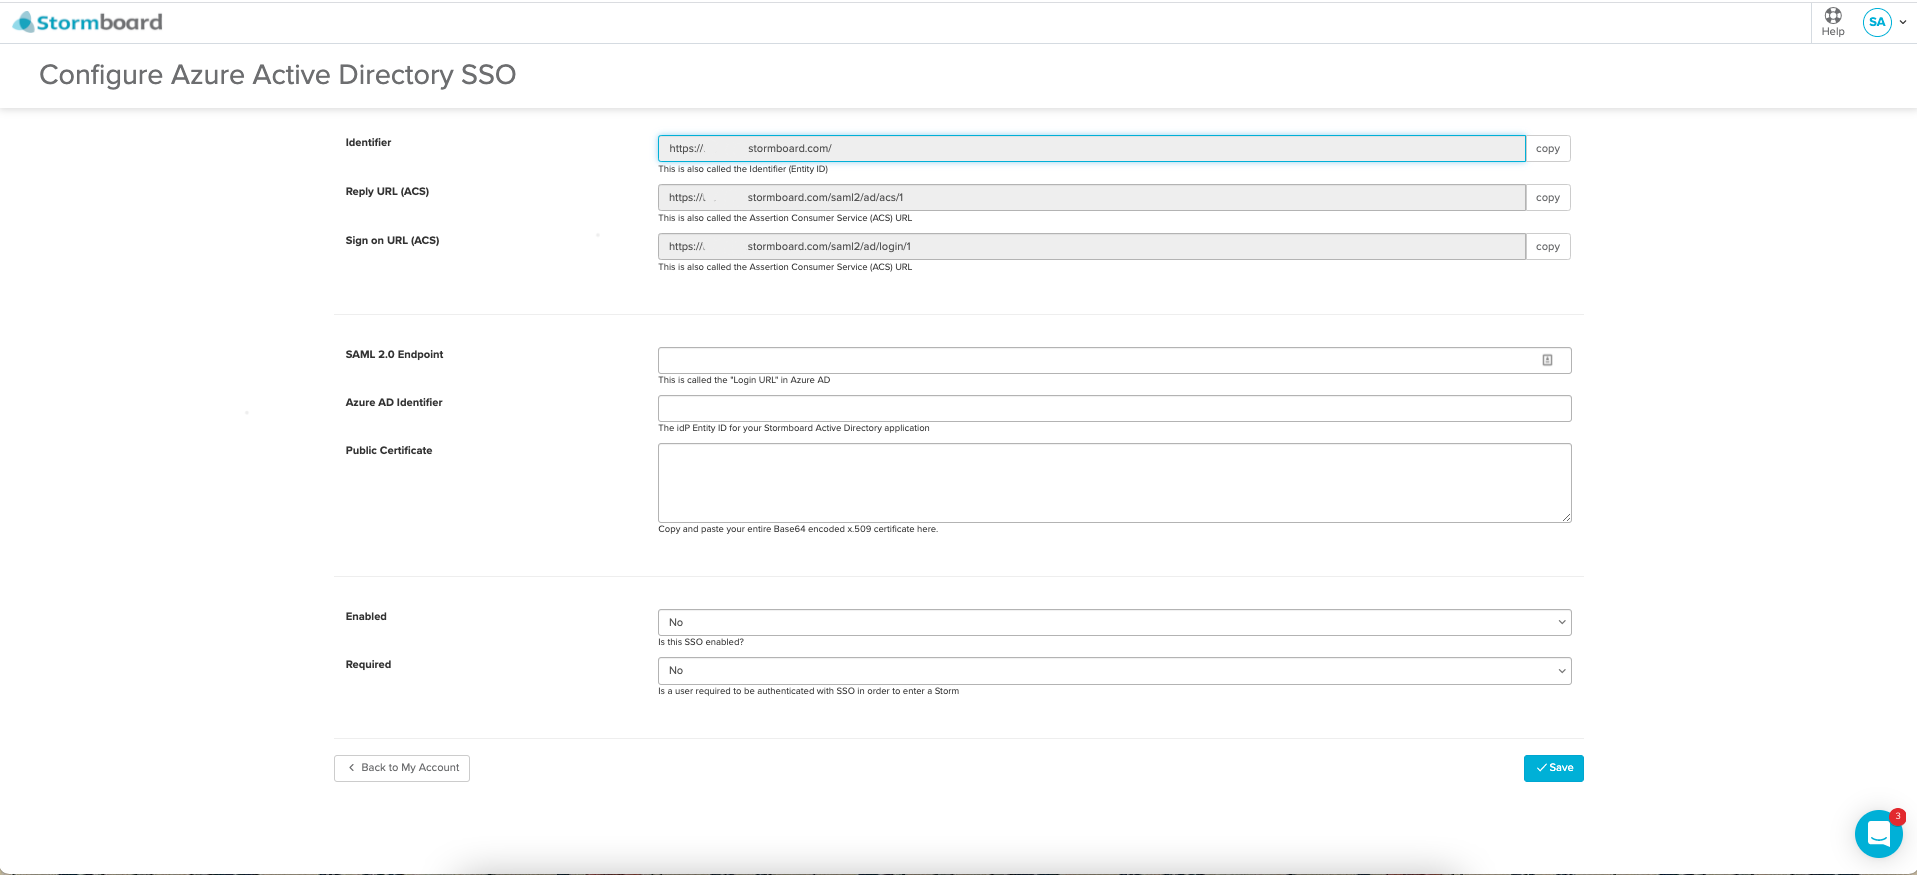 Stormboard
Help
SA
Configure Azure Active Directory SSO
Identifier
https:// stormboard.com/
copy
This is also called the Identifier (Entity ID)
Reply URL (ACS)
https:// stormboard.com/saml2/ad/acs/1
copy
This is also called the Assertion Consumer Service (ACS) URL
Sign on URL (ACS)
https:// stormboard.com/saml2/ad/login/1
copy
This is also called the Assertion Consumer Service (ACS) URL
SAML 2.0 Endpoint
This is called the "Login URL" in Azure AD
Azure AD Identifier
The idP Entity ID for your Stormboard Active Directory application
Public Certificate
Copy and paste your entire Base64 encoded x.509 certificate here.
Enabled
No
Is this SSO enabled?
Required
No
Is a user required to be authenticated with SSO in order to enter a Storm
Back to My Account
Save
3